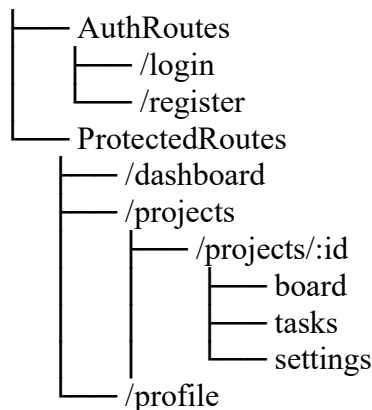 AuthRoutes
/login
/register
ProtectedRoutes
/dashboard
/projects
/projects/:id
board
tasks
settings
/profile